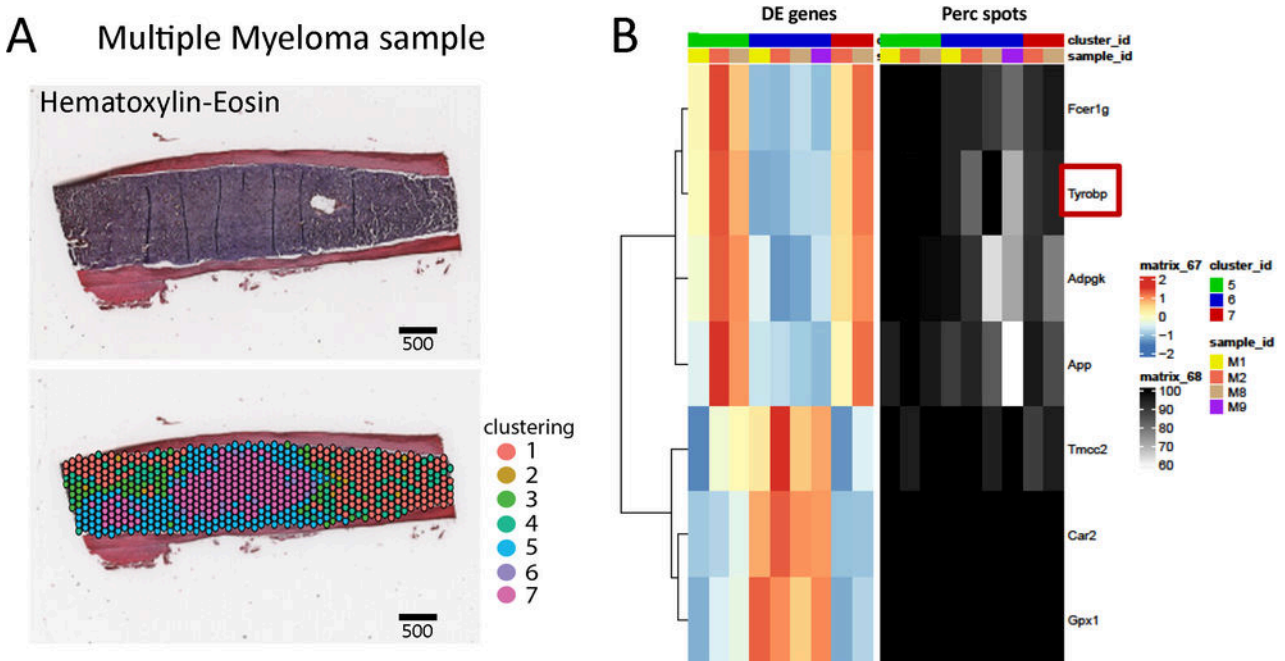 A
Multiple Myeloma sample
Hematoxylin-Eosin
500
clustering
1
2
3
4
5
6
7
500
B
DE genes
Perc spots
cluster_id
sample_id
Fcer1g
Tyrobp
Adpgk
App
Tmcc2
Car2
Gpx1
matrix_67
2
1
0
−1
−2
matrix_68
100
90
80
70
60
cluster_id
5
6
7
sample_id
M1
M2
M8
M9